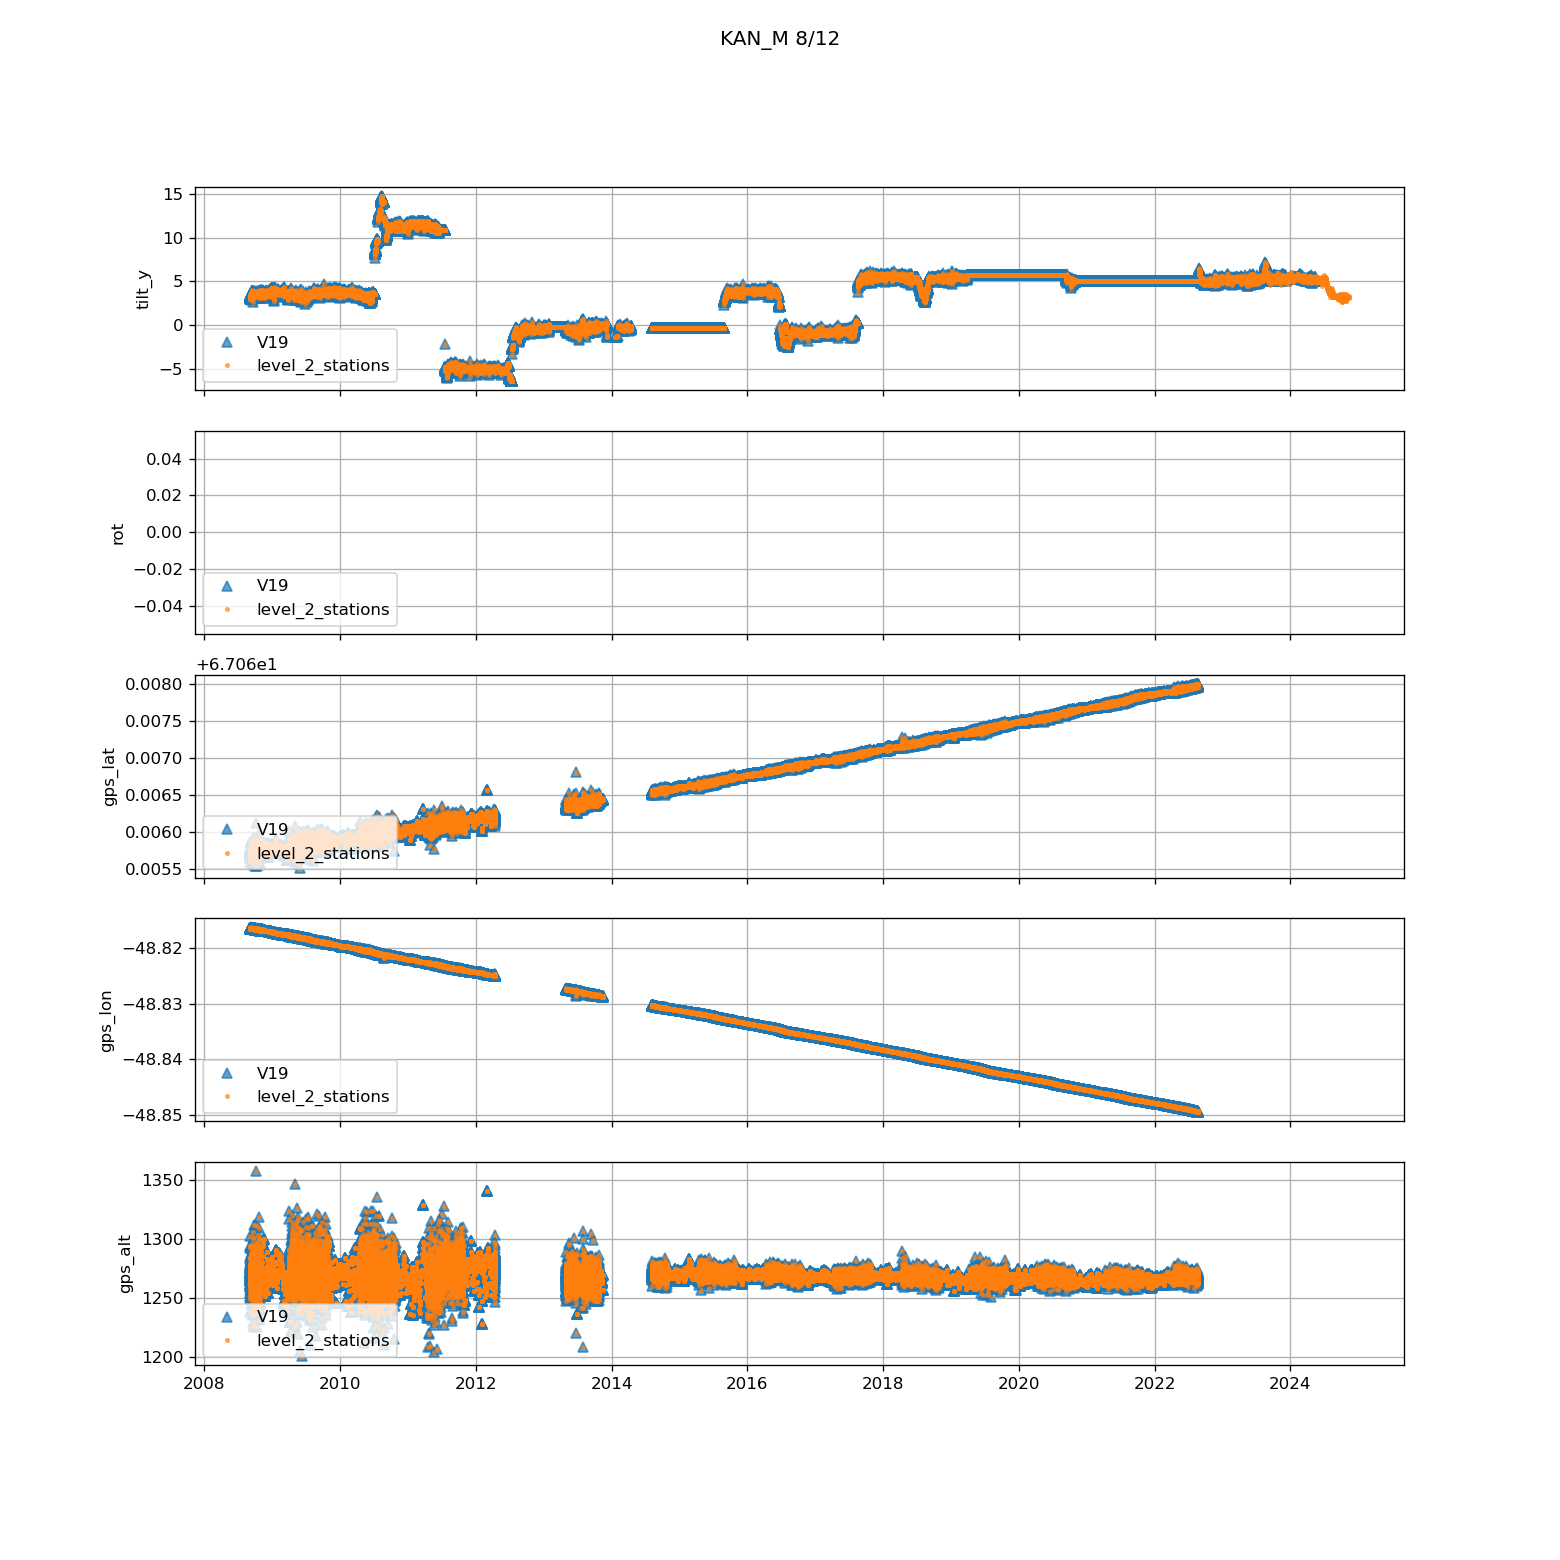 KAN_M 8/12
15
10
5
0
−5
tilt_y
V19
level_2_stations
0.04
0.02
0.00
−0.02
−0.04
rot
V19
level_2_stations
+6.706e1
0.0080
0.0075
0.0070
0.0065
0.0060
0.0055
gps_lat
V19
level_2_stations
−48.82
−48.83
−48.84
−48.85
gps_lon
V19
level_2_stations
1350
1300
1250
1200
gps_alt
V19
level_2_stations
2008 2010 2012 2014 2016 2018 2020 2022 2024